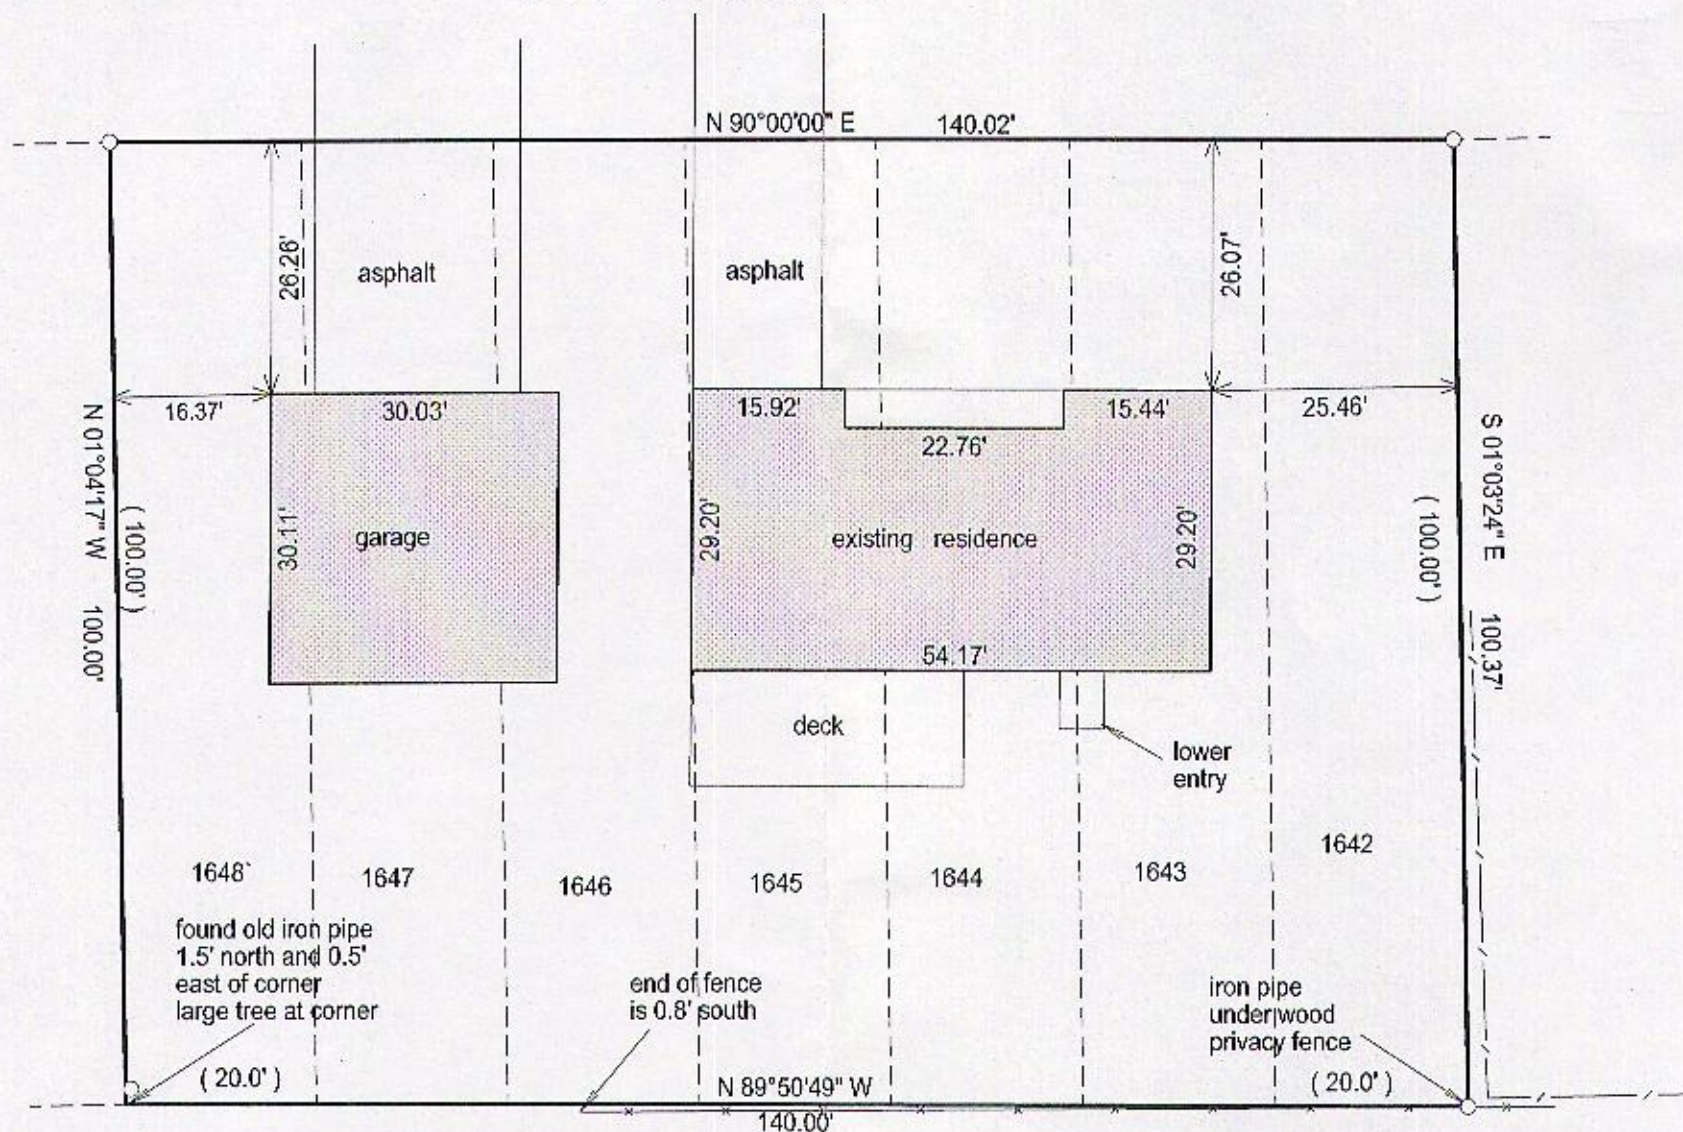 N 90°00'00" E 140.02'
26.26'
asphalt
asphalt
26.07'
16.37'
30.03'
15.92'
15.44'
25.46'
22.76'
N 01°04'17" W 100.00'
( 100.00' )
30.11'
garage
29.20'
existing residence
29.20'
( 100.00' )
S 01°03'24" E 100.37'
54.17'
deck
lower
entry
1648`
1647
1646
1645
1644
1643
1642
found old iron pipe
1.5' north and 0.5'
east of corner
large tree at corner
end of fence
is 0.8' south
iron pipe
under wood
privacy fence
( 20.0' )
N 89°50'49" W
140.00'
( 20.0' )